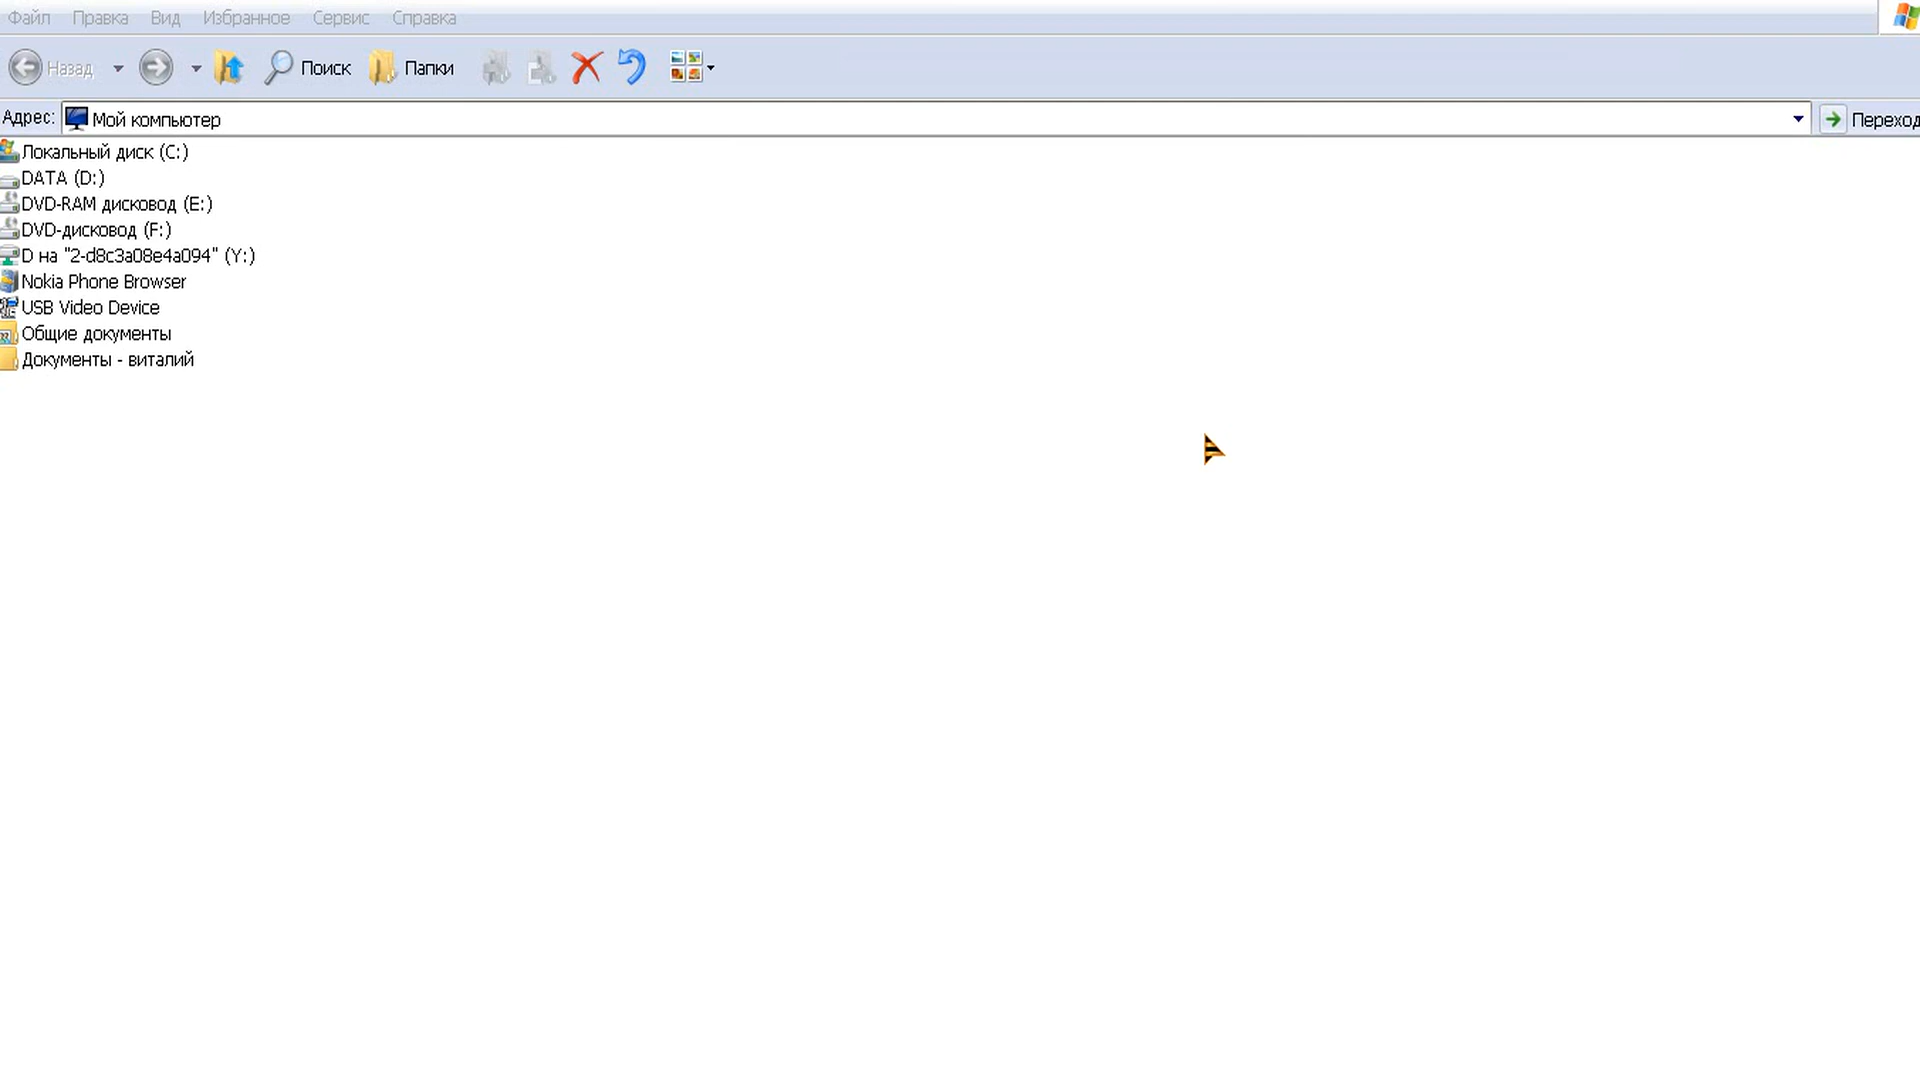 Файл Правка Вид Избранное Сервис Справка
Назад Поиск Папки
Адрес: Мой компьютер Переход
Локальный диск (C:)
DATA (D:)
DVD-RAM дисковод (E:)
DVD-дисковод (F:)
D на "2-d8c3a08e4a094" (Y:)
Nokia Phone Browser
USB Video Device
Общие документы
Документы - виталий